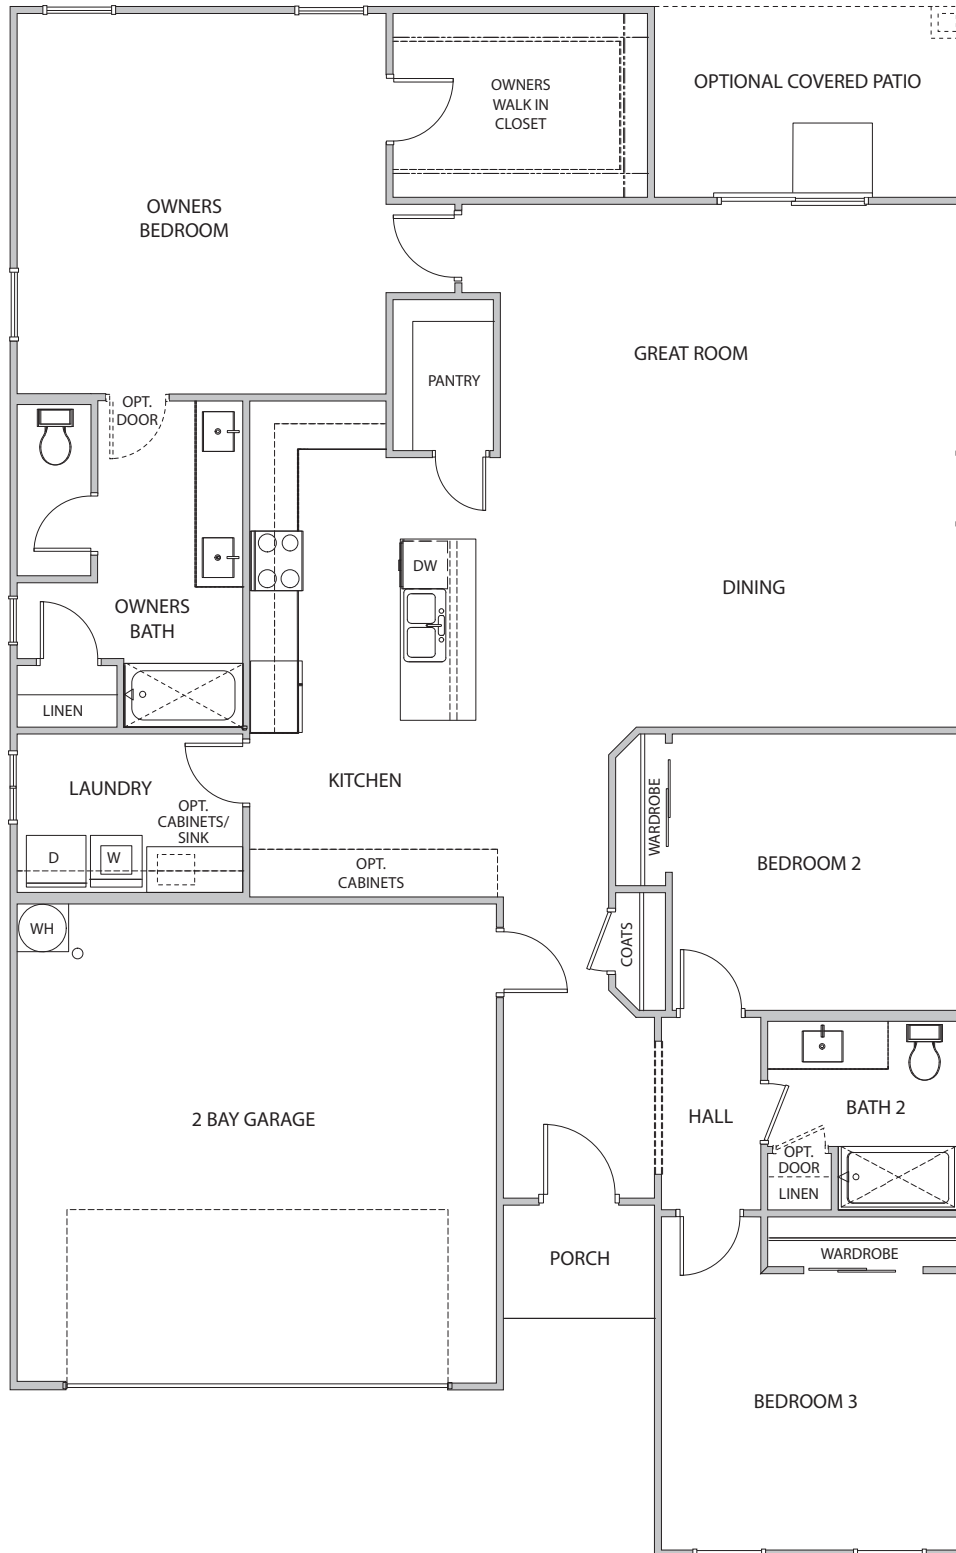 OWNERS
WALK IN
CLOSET
OPTIONAL COVERED PATIO
OWNERS
BEDROOM
GREAT ROOM
PANTRY
OPT.
DOOR
DW
DINING
OWNERS
BATH
LINEN
LAUNDRY
KITCHEN
OPT.
CABINETS/
SINK
D
W
OPT.
CABINETS
WARDROBE
BEDROOM 2
WH
COATS
2 BAY GARAGE
HALL
BATH 2
OPT.
DOOR
LINEN
PORCH
WARDROBE
BEDROOM 3